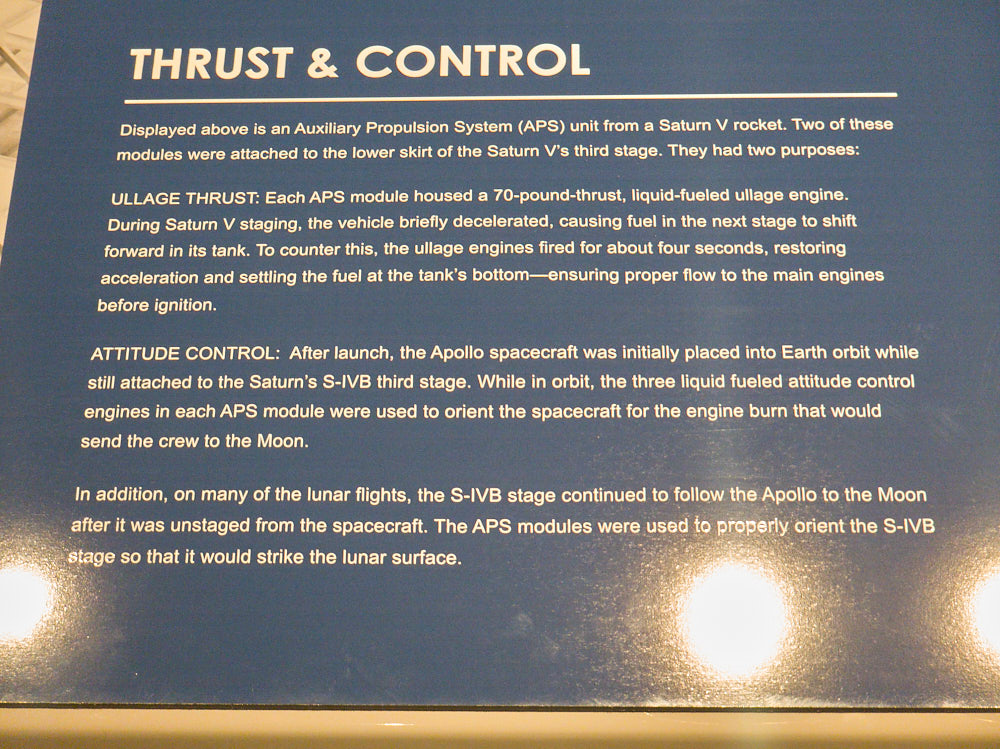 THRUST & CONTROL
Displayed above is an Auxiliary Propulsion System (APS) unit from a Saturn V rocket. Two of these
modules were attached to the lower skirt of the Saturn V's third stage. They had two purposes:
ULLAGE THRUST: Each APS module housed a 70-pound-thrust, liquid-fueled ullage engine.
During Saturn V staging, the vehicle briefly decelerated, causing fuel in the next stage to shift
forward in its tank. To counter this, the ullage engines fired for about four seconds, restoring
acceleration and settling the fuel at the tank's bottom—ensuring proper flow to the main engines
before ignition.
ATTITUDE CONTROL: After launch, the Apollo spacecraft was initially placed into Earth orbit while
still attached to the Saturn's S-IVB third stage. While in orbit, the three liquid fueled attitude control
engines in each APS module were used to orient the spacecraft for the engine burn that would
send the crew to the Moon.
In addition, on many of the lunar flights, the S-IVB stage continued to follow the Apollo to the Moon
after it was unstaged from the spacecraft. The APS modules were used to properly orient the S-IVB
stage so that it would strike the lunar surface.